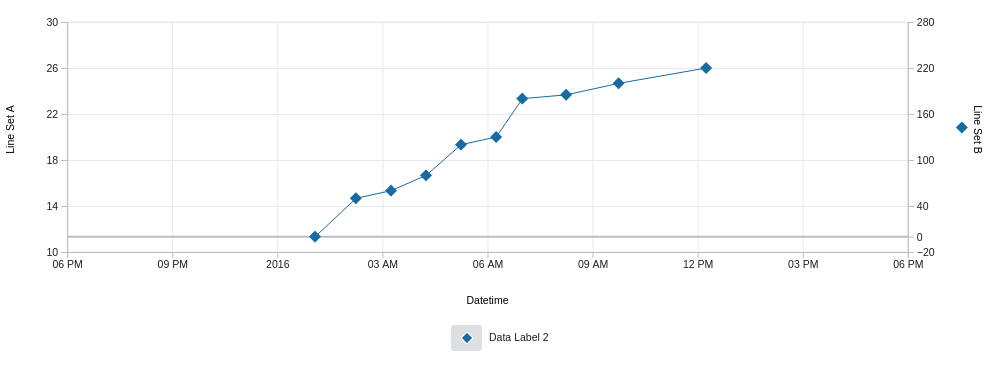 30
26
22
18
14
10
Line Set A
280
220
160
100
40
0
−20
Line Set B
06 PM
09 PM
2016
03 AM
06 AM
09 AM
12 PM
03 PM
06 PM
Datetime
Data Label 2